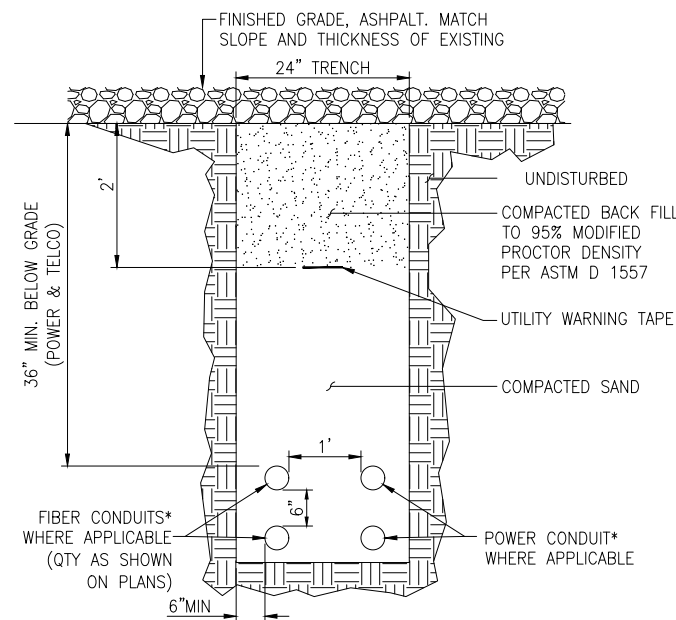 FINISHED GRADE, ASHPALT. MATCH
SLOPE AND THICKNESS OF EXISTING
24" TRENCH
2'
36" MIN. BELOW GRADE
(POWER & TELCO)
UNDISTURBED
COMPACTED BACK FILL
TO 95% MODIFIED
PROCTOR DENSITY
PER ASTM D 1557
UTILITY WARNING TAPE
COMPACTED SAND
1'
6"
FIBER CONDUITS*
WHERE APPLICABLE
(QTY AS SHOWN
ON PLANS)
POWER CONDUIT*
WHERE APPLICABLE
6"MIN